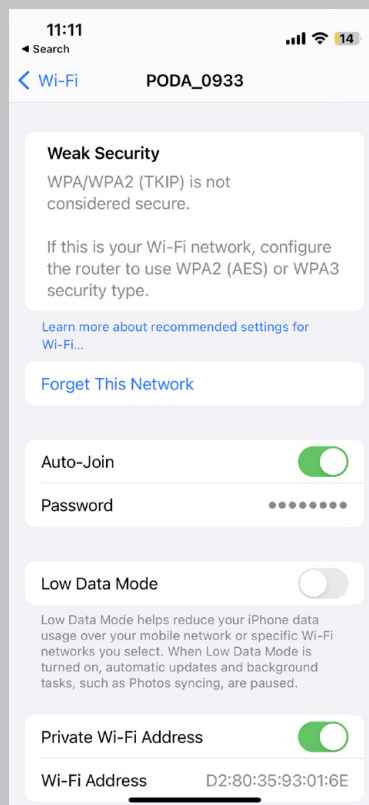 11:11
14
◀ Search
Wi-Fi PODA_0933
Weak Security
WPA/WPA2 (TKIP) is not
considered secure.
If this is your Wi-Fi network, configure
the router to use WPA2 (AES) or WPA3
security type.
Learn more about recommended settings for
Wi-Fi...
Forget This Network
Auto-Join
Password ●●●●●●●●
Low Data Mode
Low Data Mode helps reduce your iPhone data
usage over your mobile network or specific Wi-Fi
networks you select. When Low Data Mode is
turned on, automatic updates and background
tasks, such as Photos syncing, are paused.
Private Wi-Fi Address
Wi-Fi Address D2:80:35:93:01:6E